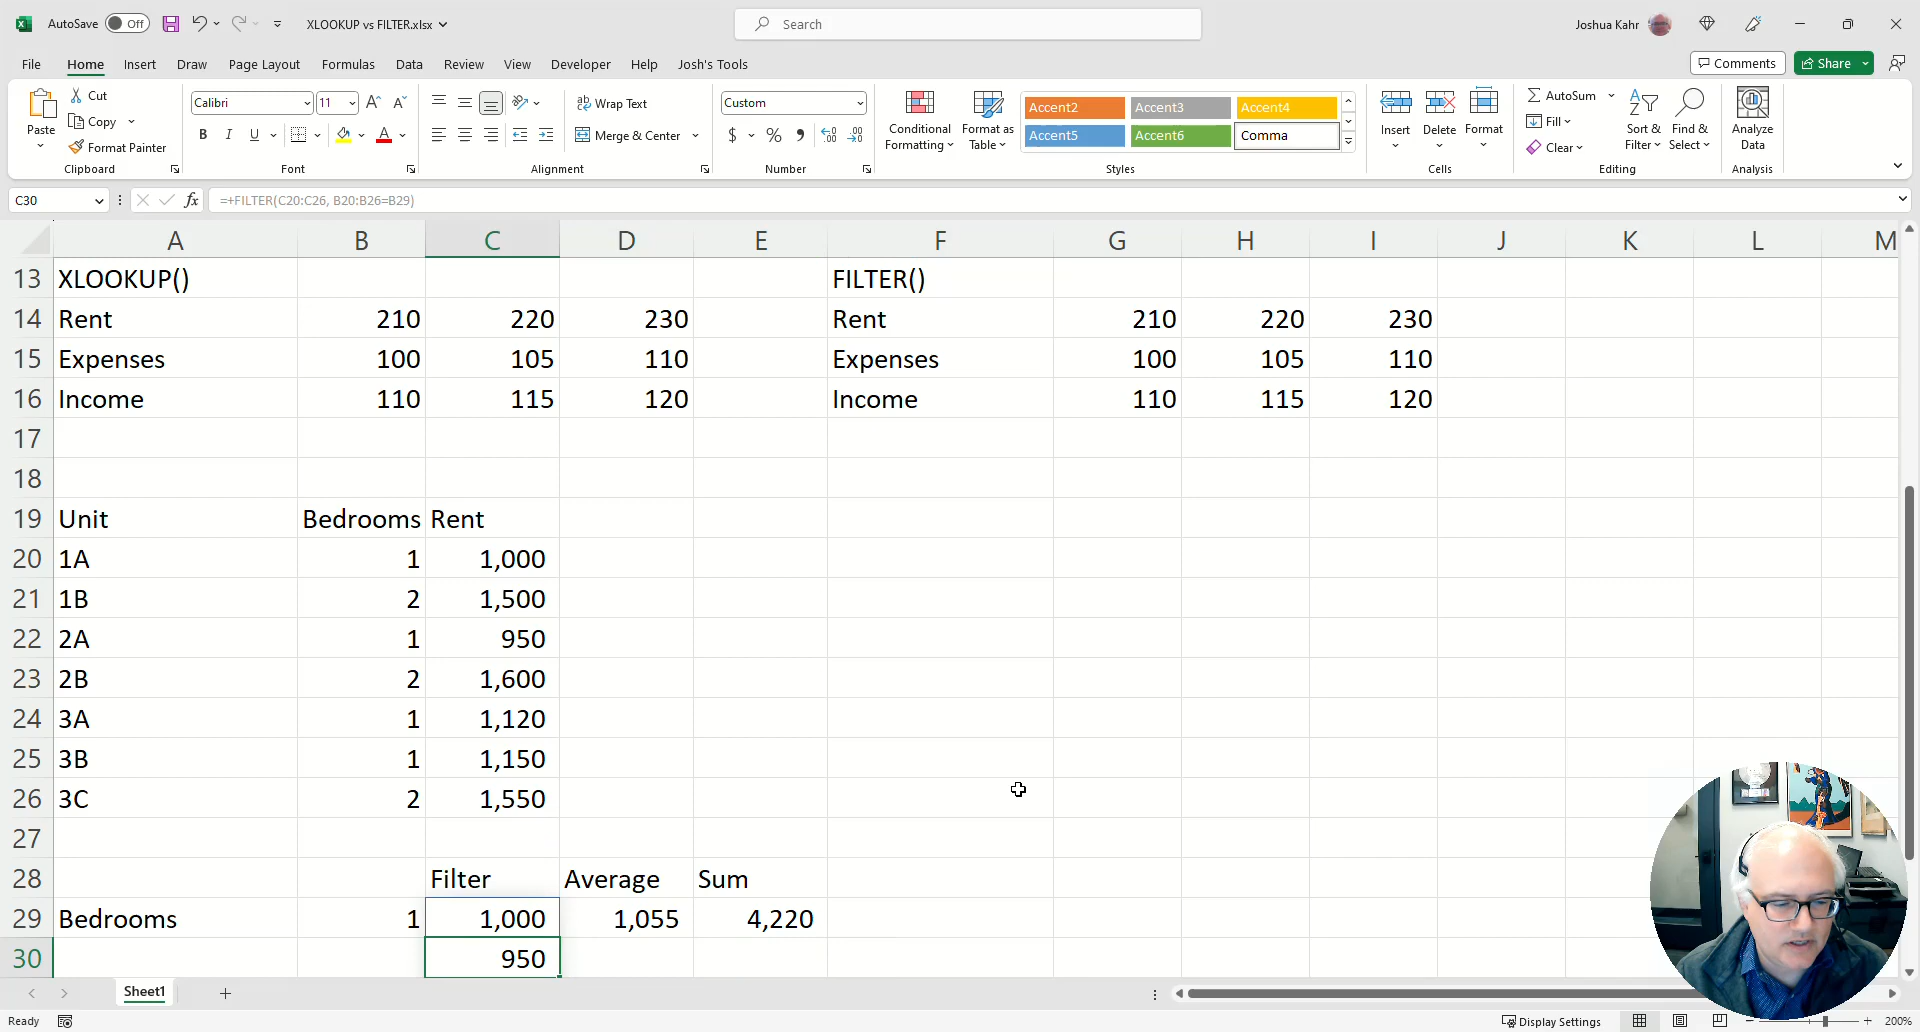 AutoSave Off XLOOKUP vs FILTER.xlsx Search Joshua Kahr
File Home Insert Draw Page Layout Formulas Data Review View Developer Help Josh's Tools Comments Share
Paste Cut Copy Format Painter Clipboard
Calibri 11 B I U Font
Wrap Text Merge & Center Alignment
Custom $ % Number
Conditional Formatting Format as Table
Accent2 Accent3 Accent4
Accent5 Accent6 Comma
Styles
Insert Delete Format Cells
AutoSum Fill Clear Sort & Filter Find & Select Editing
Analyze Data Analysis
C30 fx =+FILTER(C20:C26, B20:B26=B29)
A B C D E F G H I J K L M
13 XLOOKUP() FILTER()
14 Rent 210 220 230 Rent 210 220 230
15 Expenses 100 105 110 Expenses 100 105 110
16 Income 110 115 120 Income 110 115 120
17
18
19 Unit Bedrooms Rent
20 1A 1 1,000
21 1B 2 1,500
22 2A 1 950
23 2B 2 1,600
24 3A 1 1,120
25 3B 1 1,150
26 3C 2 1,550
27
28 Filter Average Sum
29 Bedrooms 1 1,000 1,055 4,220
30 950
Sheet1
Ready Display Settings 200%